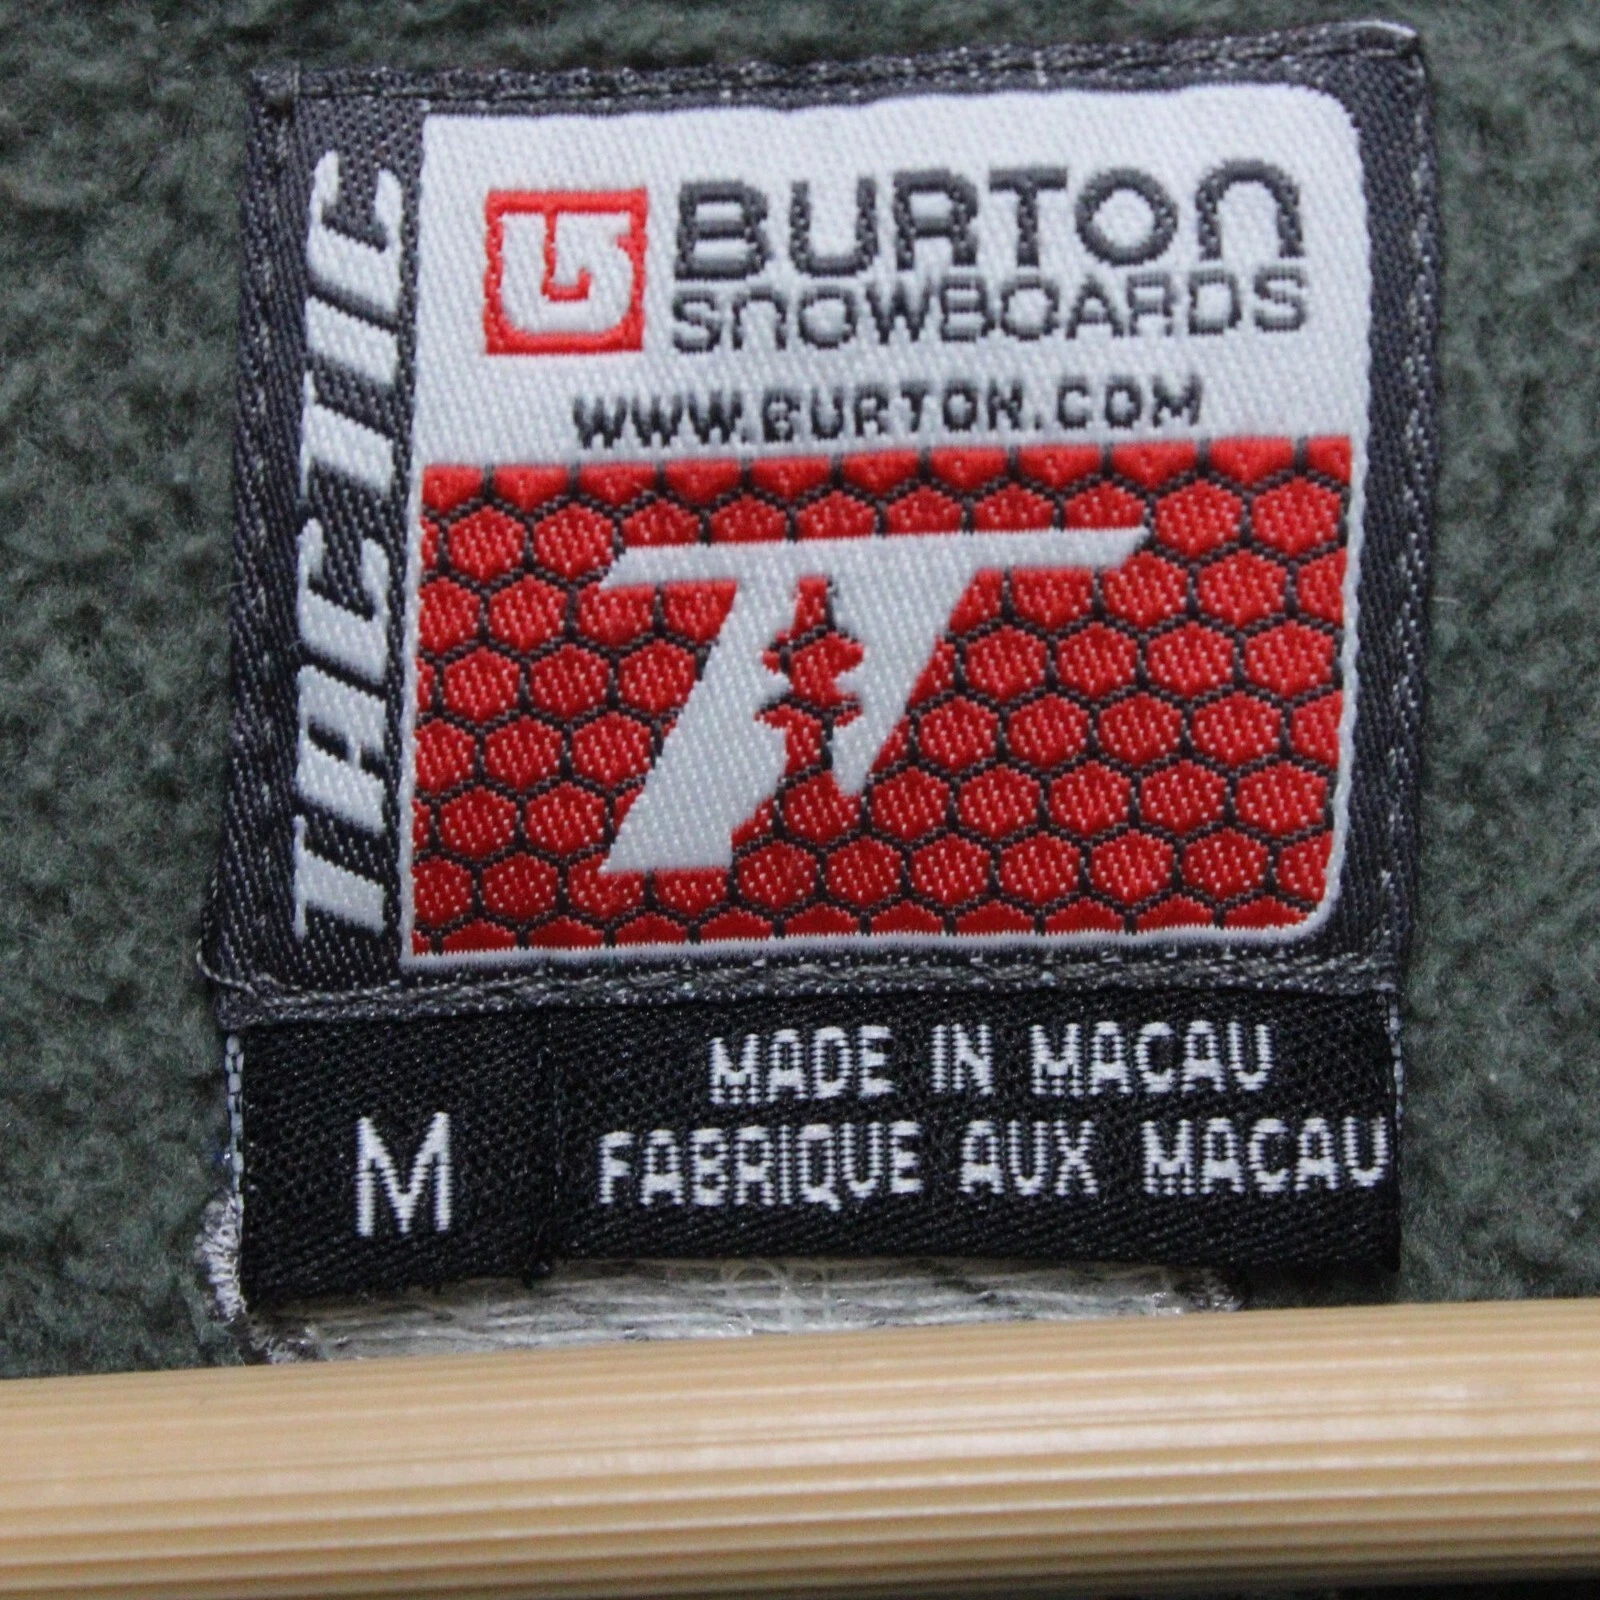 TACTIC
BURTON
SNOWBOARDS
WWW.BURTON.COM
T
M
MADE IN MACAU
FABRIQUE AUX MACAU